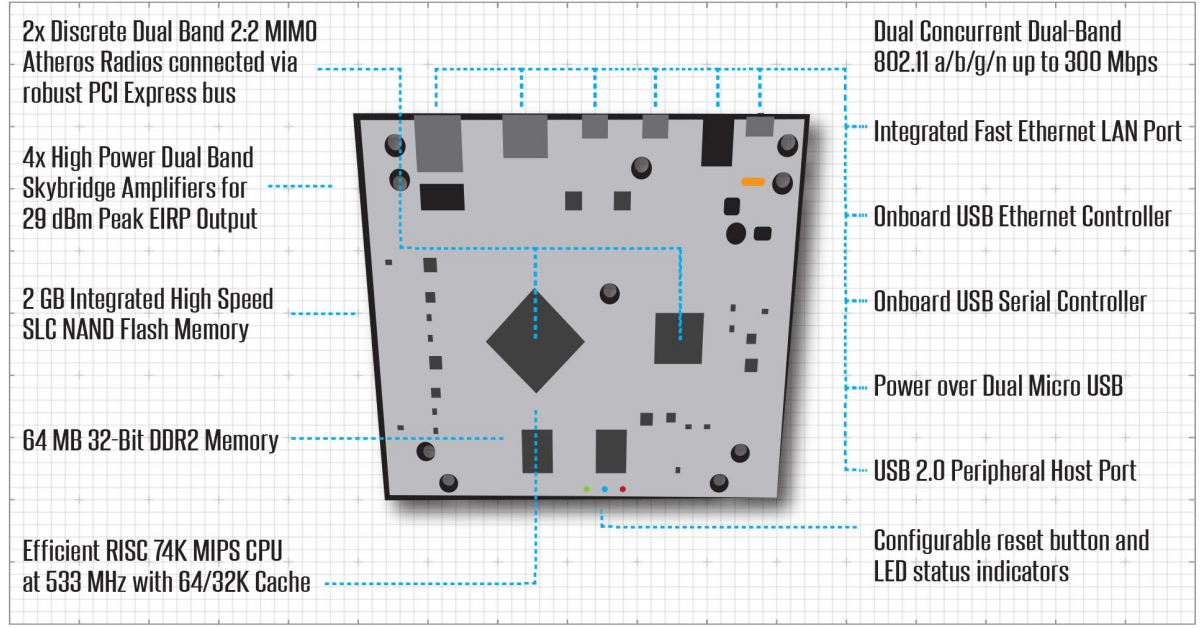 2x Discrete Dual Band 2:2 MIMO
Atheros Radios connected via
robust PCI Express bus
4x High Power Dual Band
Skybridge Amplifiers for
29 dBm Peak EIRP Output
2 GB Integrated High Speed
SLC NAND Flash Memory
64 MB 32-Bit DDR2 Memory
Efficient RISC 74K MIPS CPU
at 533 MHz with 64/32K Cache
Dual Concurrent Dual-Band
802.11 a/b/g/n up to 300 Mbps
Integrated Fast Ethernet LAN Port
Onboard USB Ethernet Controller
Onboard USB Serial Controller
Power over Dual Micro USB
USB 2.0 Peripheral Host Port
Configurable reset button and
LED status indicators